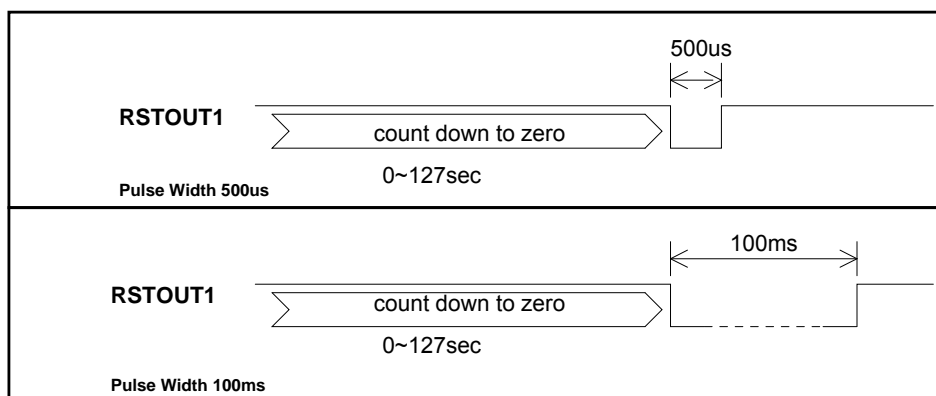 500us
RSTOUT1
count down to zero
0~127sec
Pulse Width 500us
100ms
RSTOUT1
count down to zero
0~127sec
Pulse Width 100ms